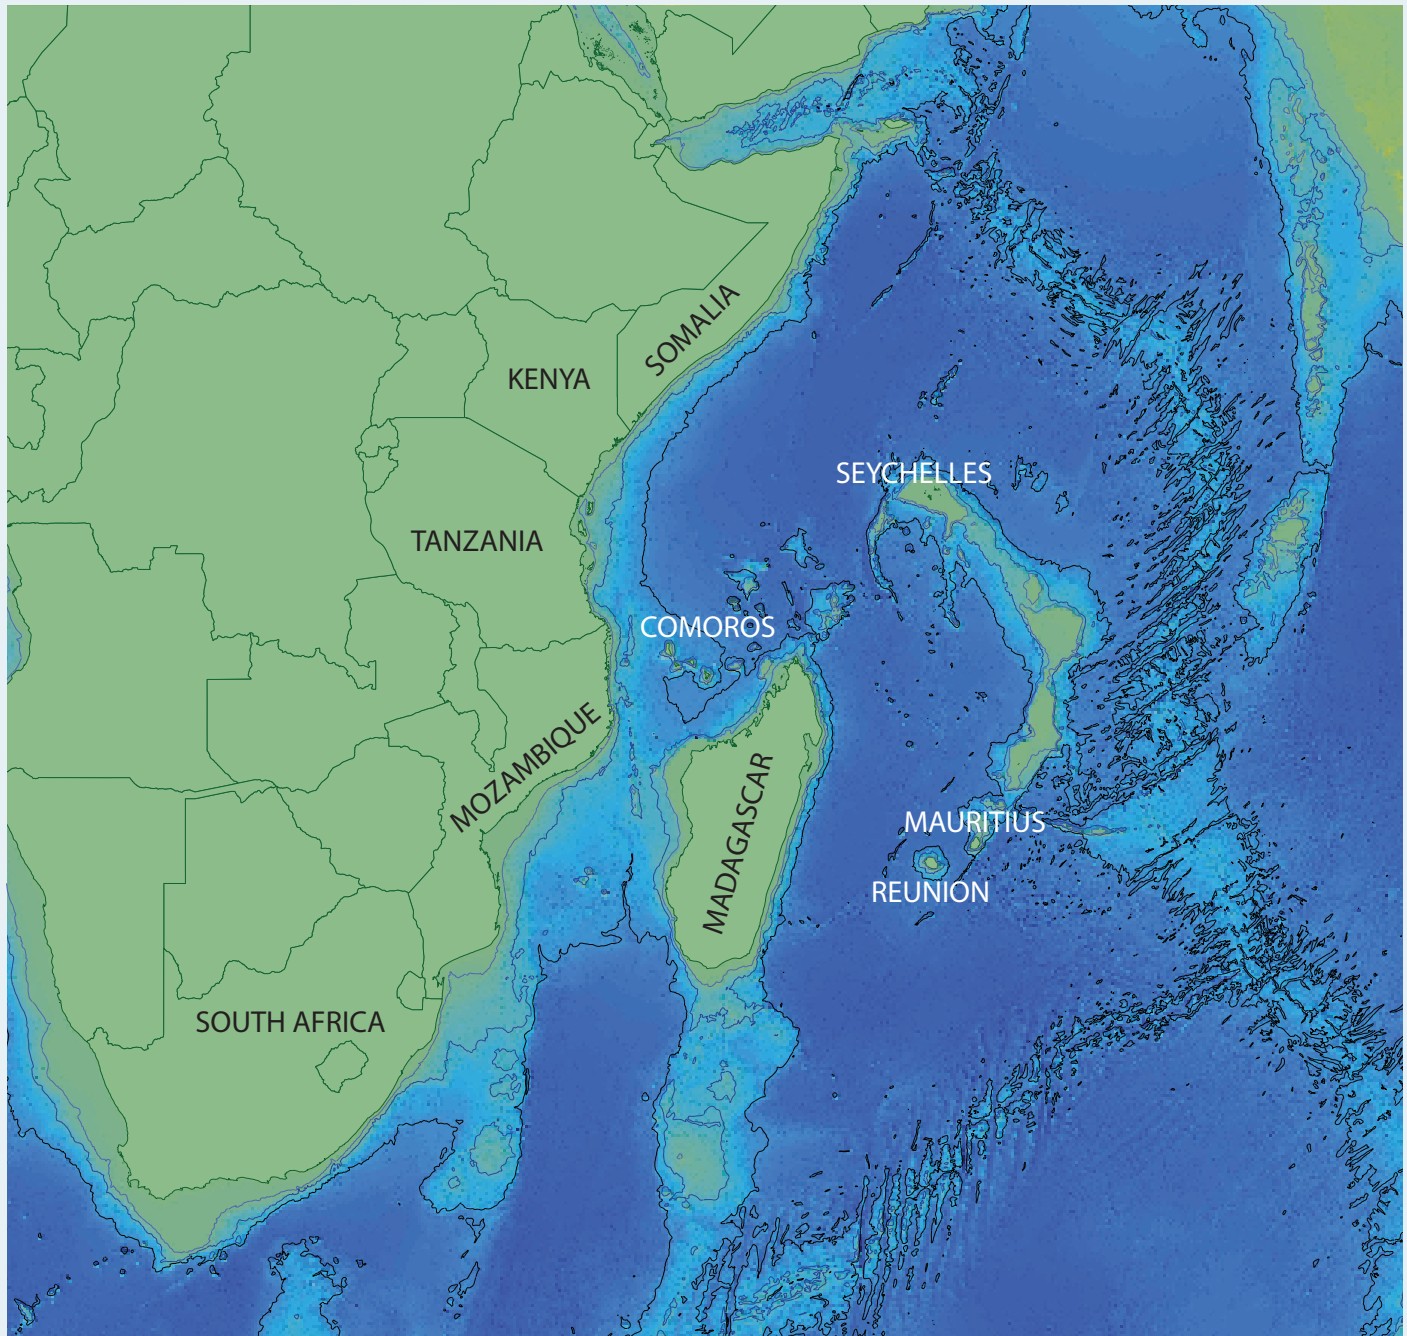 SOMALIA
KENYA
SEYCHELLES
TANZANIA
COMOROS
MOZAMBIQUE
MADAGASCAR
MAURITIUS
REUNION
SOUTH AFRICA